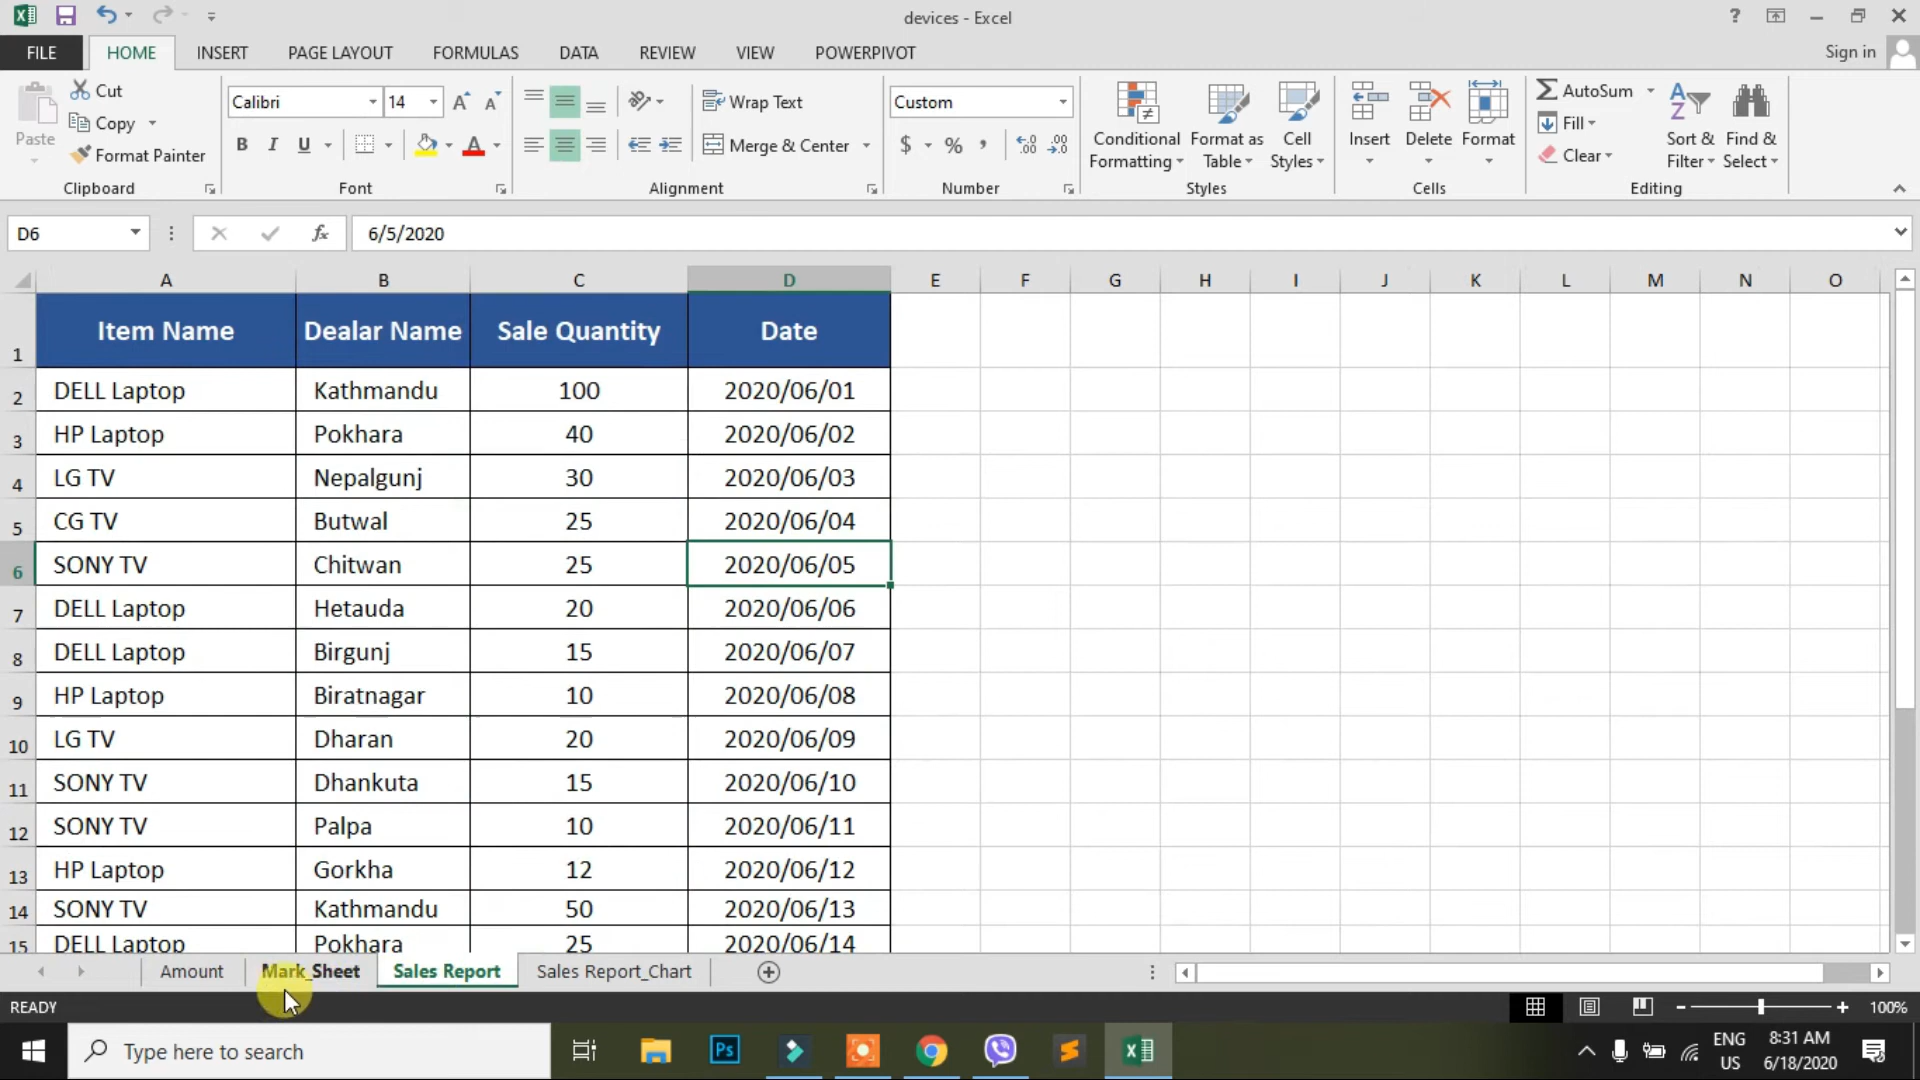 devices - Excel
?
FILE HOME INSERT PAGE LAYOUT FORMULAS DATA REVIEW VIEW POWERPIVOT Sign in
Paste
Cut
Copy
Format Painter
Clipboard
Calibri 14
B I U
Font
Wrap Text
Merge & Center
Alignment
Custom
$ %
Number
Conditional Formatting
Format as Table
Cell Styles
Styles
Insert
Delete
Format
Cells
AutoSum
Fill
Clear
Sort & Filter
Find & Select
Editing
D6 fx 6/5/2020
A B C D E F G H I J K L M N O
1 Item Name Dealar Name Sale Quantity Date
2 DELL Laptop Kathmandu 100 2020/06/01
3 HP Laptop Pokhara 40 2020/06/02
4 LG TV Nepalgunj 30 2020/06/03
5 CG TV Butwal 25 2020/06/04
6 SONY TV Chitwan 25 2020/06/05
7 DELL Laptop Hetauda 20 2020/06/06
8 DELL Laptop Birgunj 15 2020/06/07
9 HP Laptop Biratnagar 10 2020/06/08
10 LG TV Dharan 20 2020/06/09
11 SONY TV Dhankuta 15 2020/06/10
12 SONY TV Palpa 10 2020/06/11
13 HP Laptop Gorkha 12 2020/06/12
14 SONY TV Kathmandu 50 2020/06/13
15 DELL Laptop Pokhara 25 2020/06/14
Amount Mark_Sheet Sales Report Sales Report_Chart
READY 100%
Type here to search
Ps
ENG
US
8:31 AM
6/18/2020